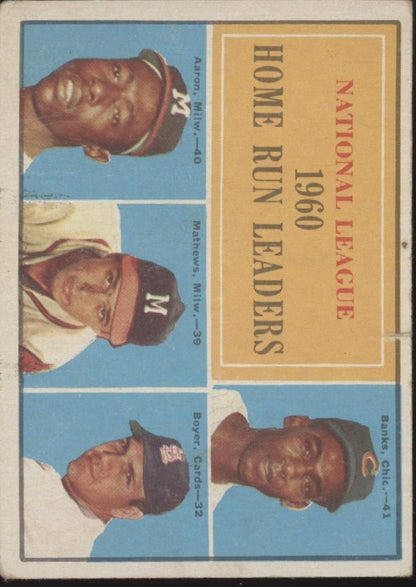 NATIONAL LEAGUE
1960
HOME RUN LEADERS
Banks, Chic.—41
Aaron, Milw.—40
M
Mathews, Milw.—39
M
Boyer, Cards—32
C